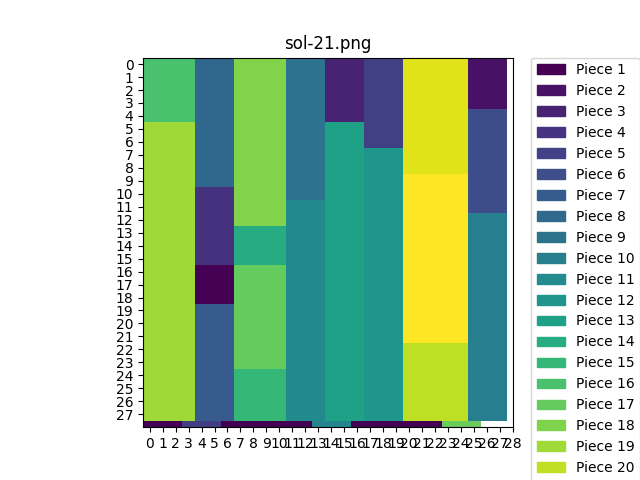 sol-21.png
0
1
2
3
4
5
6
7
8
9
10
11
12
13
14
15
16
17
18
19
20
21
22
23
24
25
26
27
0 1 2 3 4 5 6 7 8 9 10 11 12 13 14 15 16 17 18 19 20 21 22 23 24 25 26 27 28
Piece 1
Piece 2
Piece 3
Piece 4
Piece 5
Piece 6
Piece 7
Piece 8
Piece 9
Piece 10
Piece 11
Piece 12
Piece 13
Piece 14
Piece 15
Piece 16
Piece 17
Piece 18
Piece 19
Piece 20